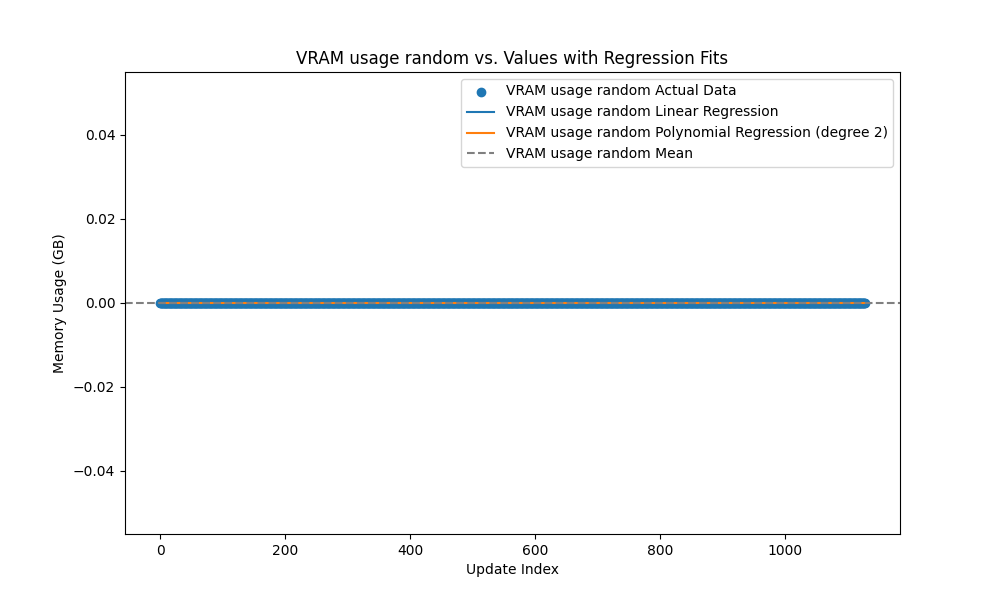 VRAM usage random vs. Values with Regression Fits
VRAM usage random Actual Data
VRAM usage random Linear Regression
VRAM usage random Polynomial Regression (degree 2)
VRAM usage random Mean
Memory Usage (GB)
0.04
0.02
0.00
−0.02
−0.04
0 200 400 600 800 1000
Update Index